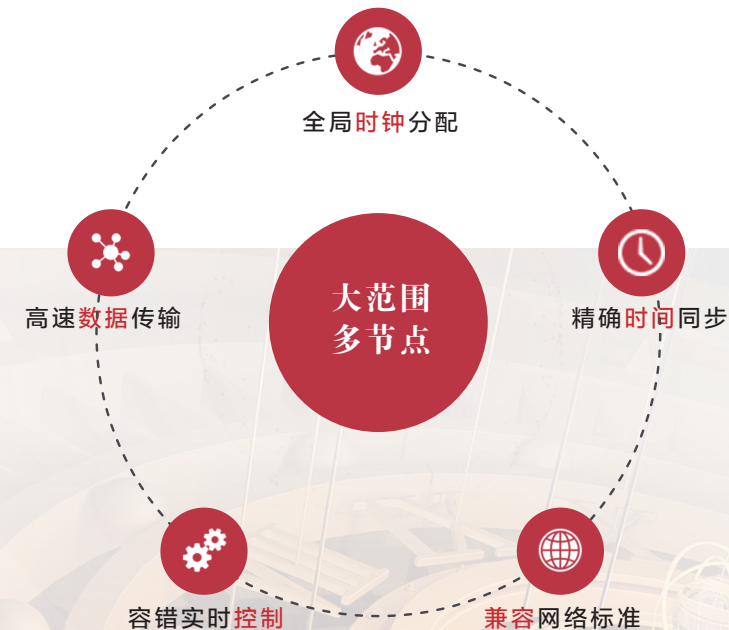 全局时钟分配
大范围
多节点
高速数据传输
精确时间同步
容错实时控制
兼容网络标准